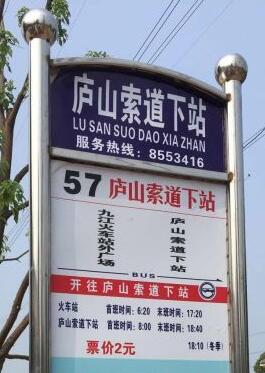 庐山索道下站
LU SAN SUO DAO XIA ZHAN
服务热线：8553416
57 庐山索道下站
九江火车站外广场
庐山索道下站
BUS
开往庐山索道下站
火车站 首班时间：6:20 末班时间：17:20
庐山索道下站 首班时间：8:00 末班时间：18:40
票价2元 18:10（冬季）